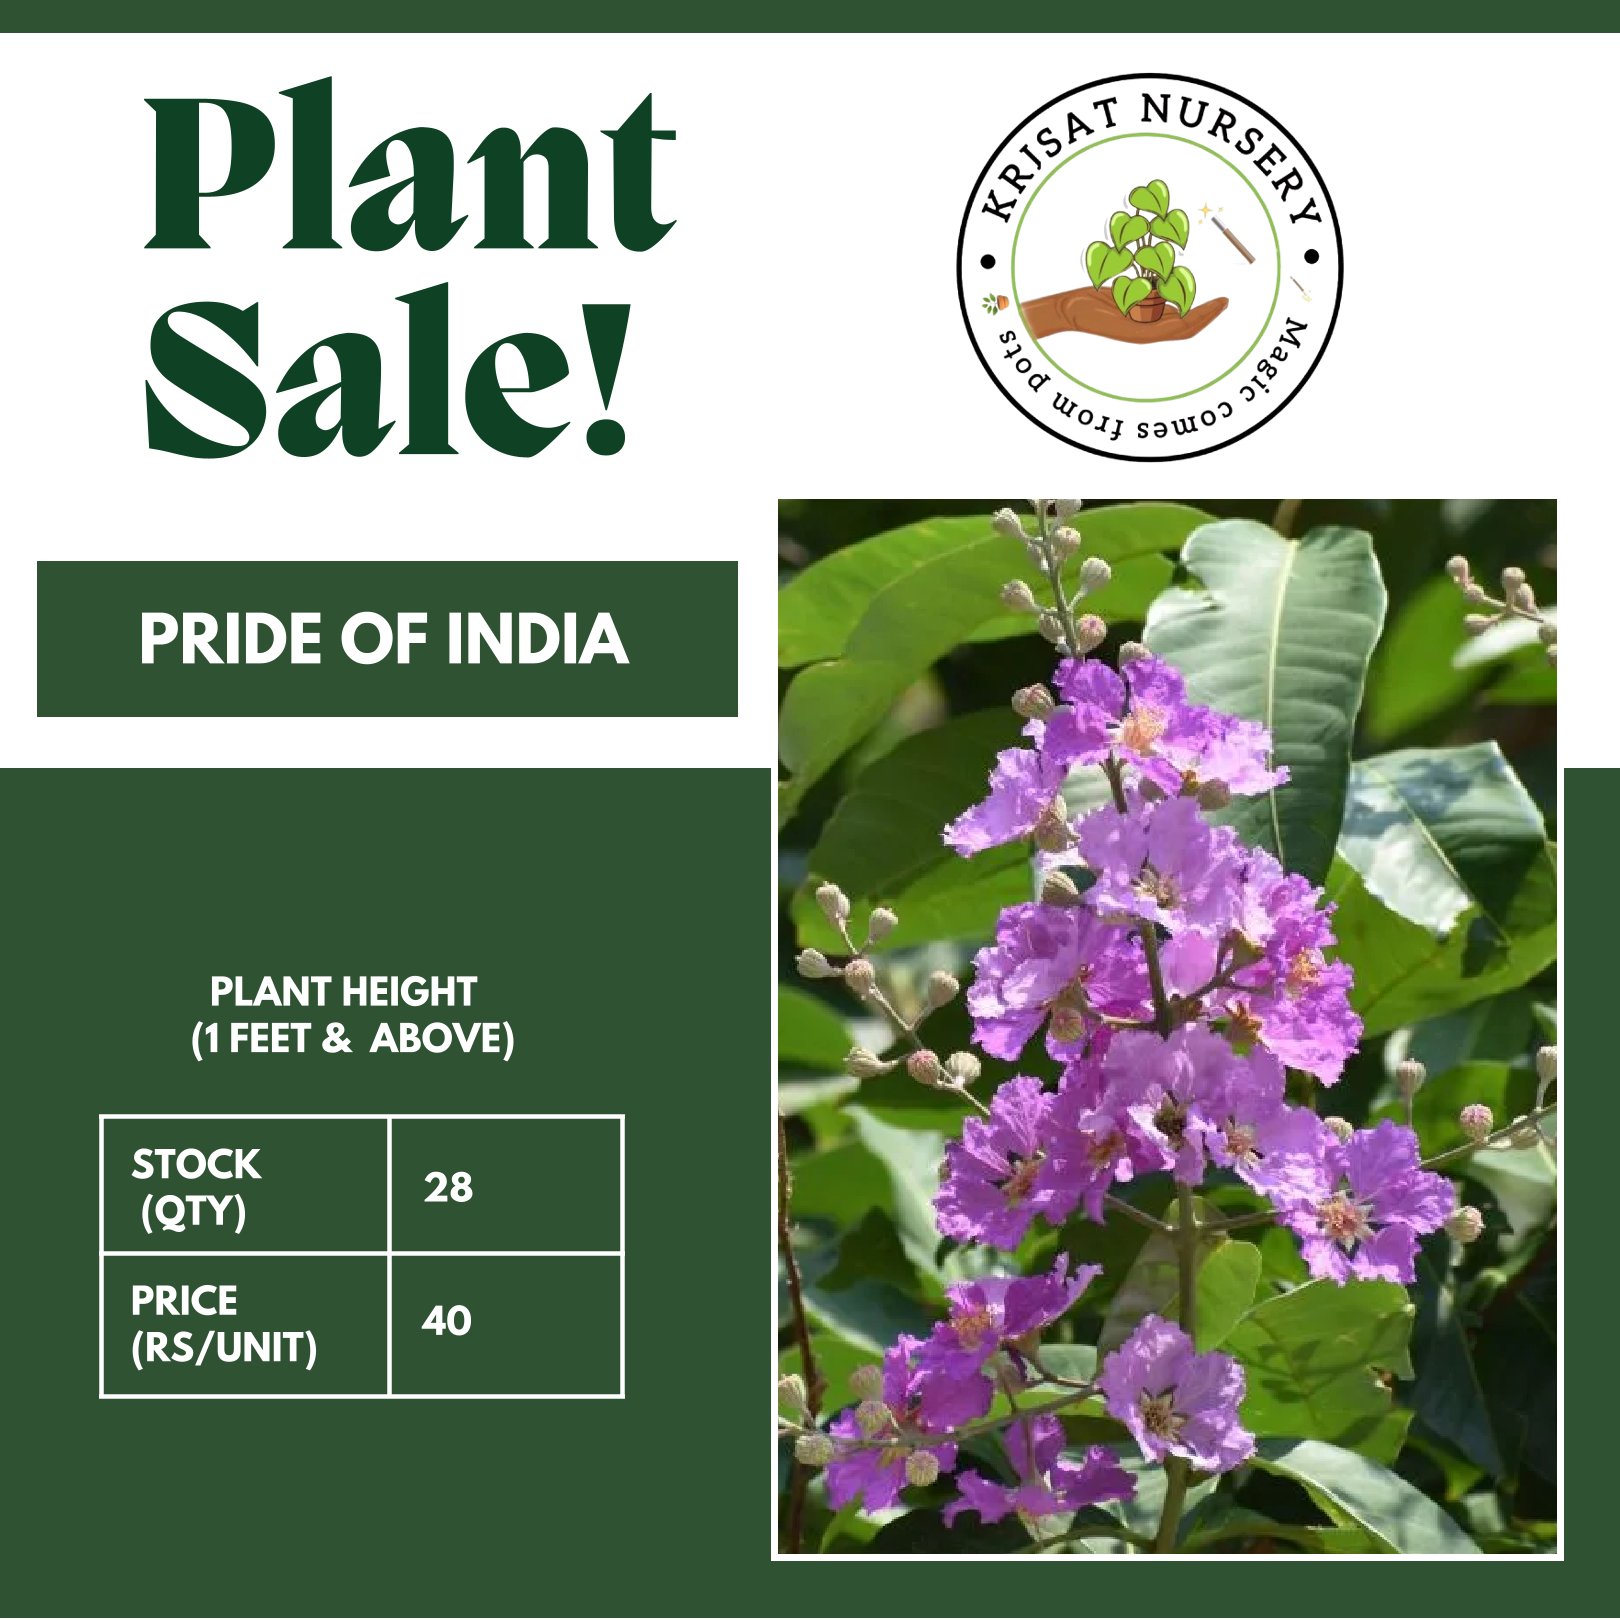 Plant
Sale!
KRJSAT NURSERY
Magic comes from pots
PRIDE OF INDIA
PLANT HEIGHT
(1 FEET & ABOVE)
STOCK
(QTY)
28
PRICE
(RS/UNIT)
40